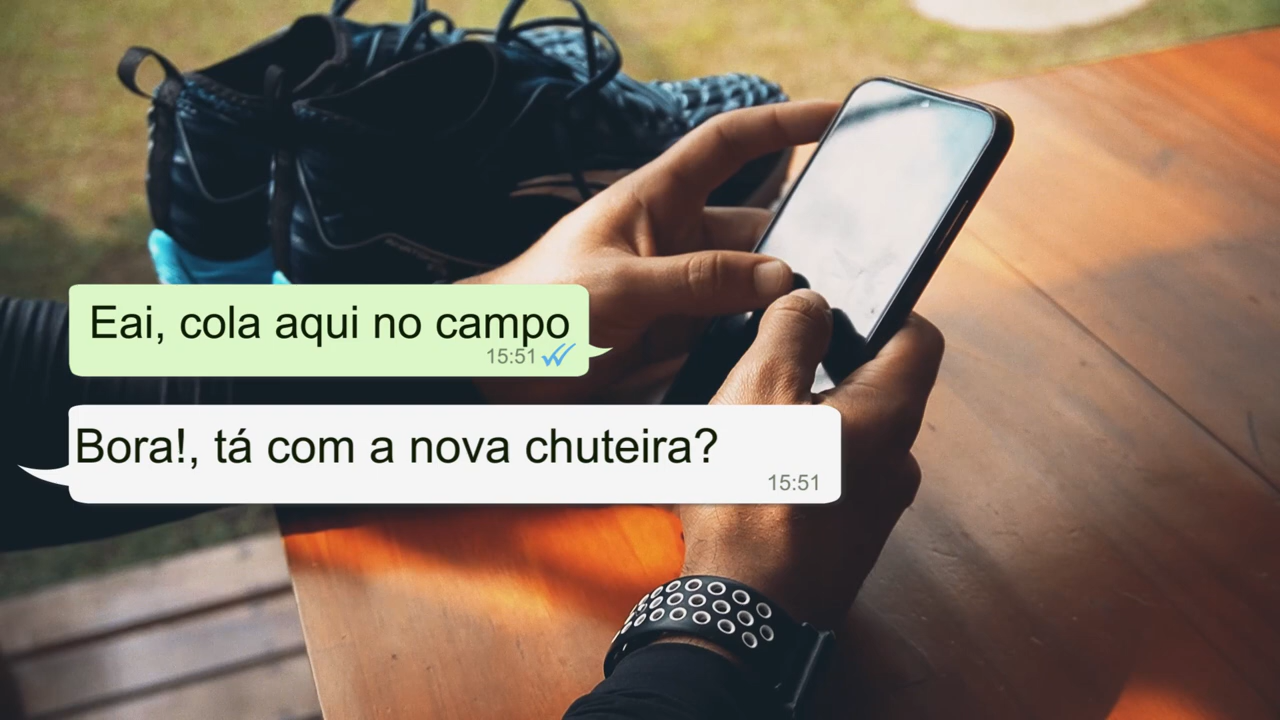 Eai, cola aqui no campo
15:51
Bora!, tá com a nova chuteira?
15:51